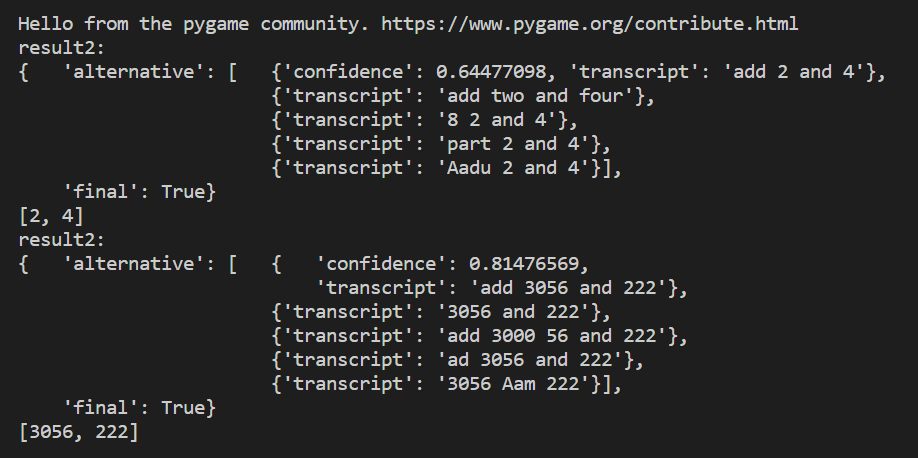 Hello from the pygame community. https://www.pygame.org/contribute.html
result2:
{   'alternative': [   {'confidence': 0.64477098, 'transcript': 'add 2 and 4'},
                       {'transcript': 'add two and four'},
                       {'transcript': '8 2 and 4'},
                       {'transcript': 'part 2 and 4'},
                       {'transcript': 'Aadu 2 and 4'}],
    'final': True}
[2, 4]
result2:
{   'alternative': [   {   'confidence': 0.81476569,
                           'transcript': 'add 3056 and 222'},
                       {'transcript': '3056 and 222'},
                       {'transcript': 'add 3000 56 and 222'},
                       {'transcript': 'ad 3056 and 222'},
                       {'transcript': '3056 Aam 222'}],
    'final': True}
[3056, 222]